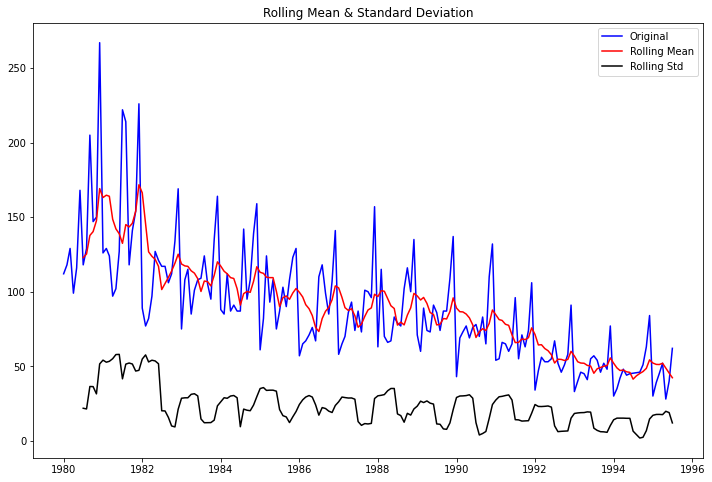 Rolling Mean & Standard Deviation
Original
Rolling Mean
Rolling Std
250
200
150
100
50
0
1980 1982 1984 1986 1988 1990 1992 1994 1996